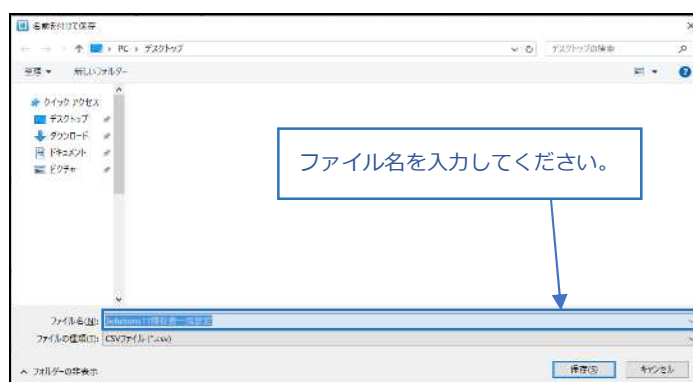 名前を付けて保存
PC › デスクトップ
デスクトップの検索
整理 ▼
新しいフォルダー
クイック アクセス
デスクトップ
ダウンロード
ドキュメント
ピクチャ
ファイル名を入力してください。
ファイル名(N):
ファイルの種類(T): CSVファイル (*.csv)
フォルダーの非表示
保存(S)
キャンセル